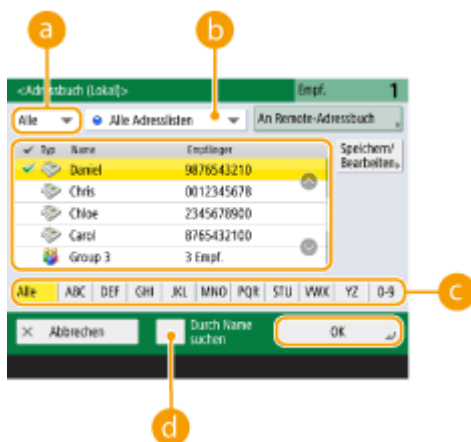 a
b
<Adressbuch (Lokal)>
Empf. 1
Alle
Alle Adresslisten
An Remote-Adressbuch
Typ Name Empfänger
Speichern/
Bearbeiten
Daniel 9876543210
Chris 0012345678
Chloe 2345678900
Carol 8765432100
Group 3 3 Empf.
Alle ABC DEF GHI JKL MNO PQR STU VWX YZ 0-9
c
× Abbrechen
Durch Name
suchen
OK
d